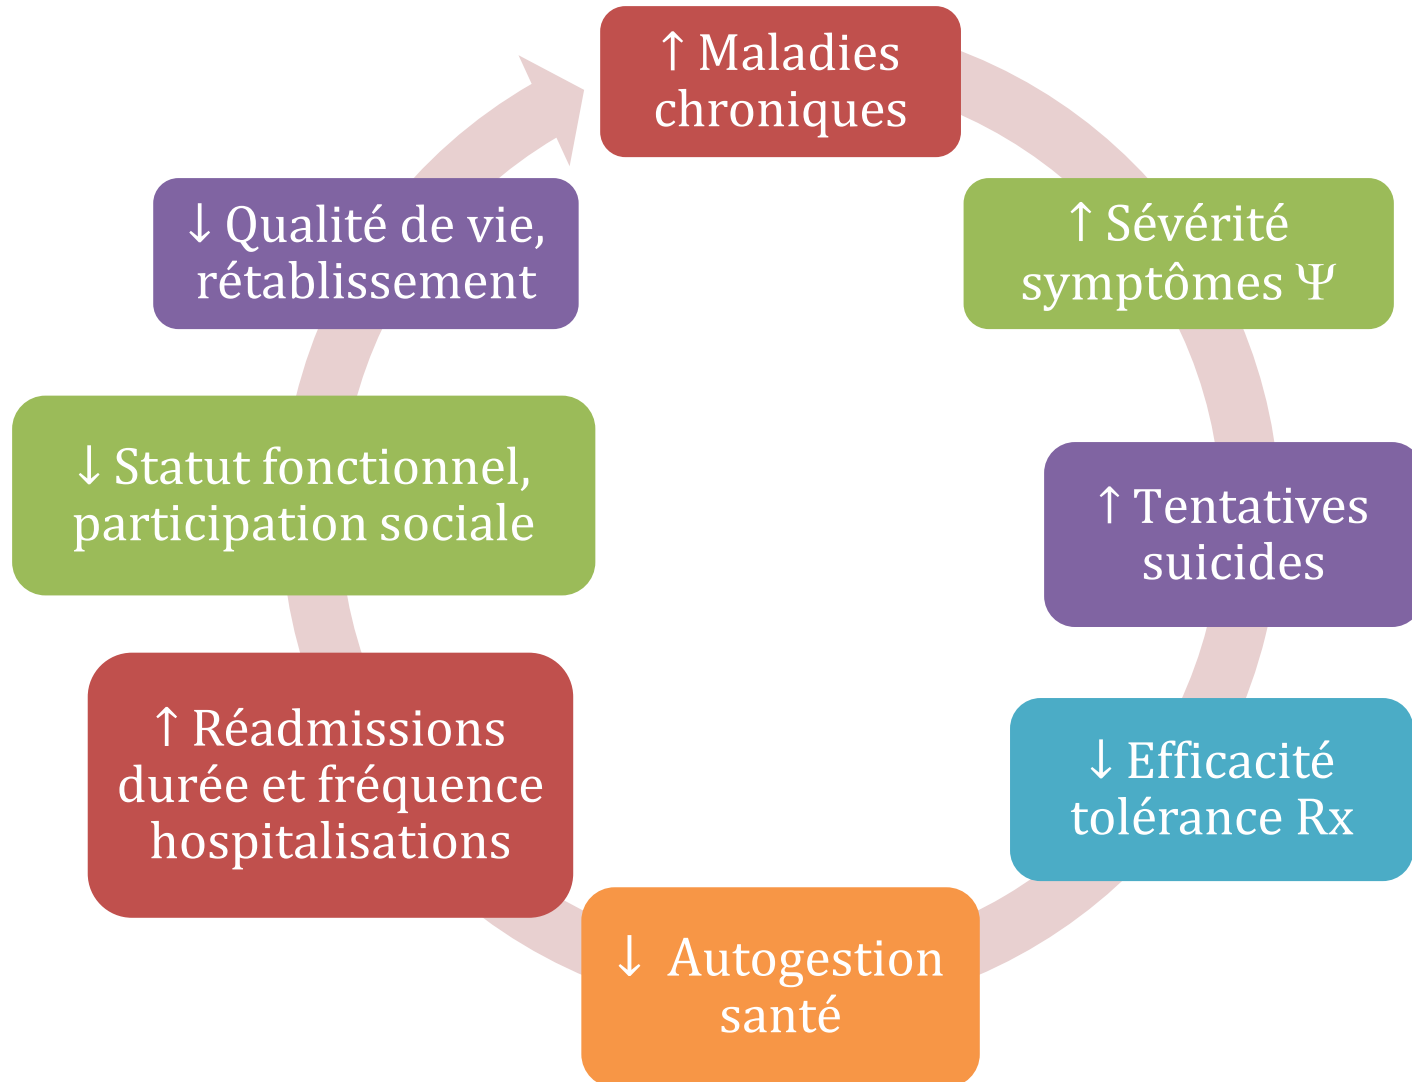 ↑ Maladies
chroniques
↑ Sévérité
symptômes Ψ
↑ Tentatives
suicides
↓ Efficacité
tolérance Rx
↓ Autogestion
santé
↑ Réadmissions
durée et fréquence
hospitalisations
↓ Statut fonctionnel,
participation sociale
↓ Qualité de vie,
rétablissement